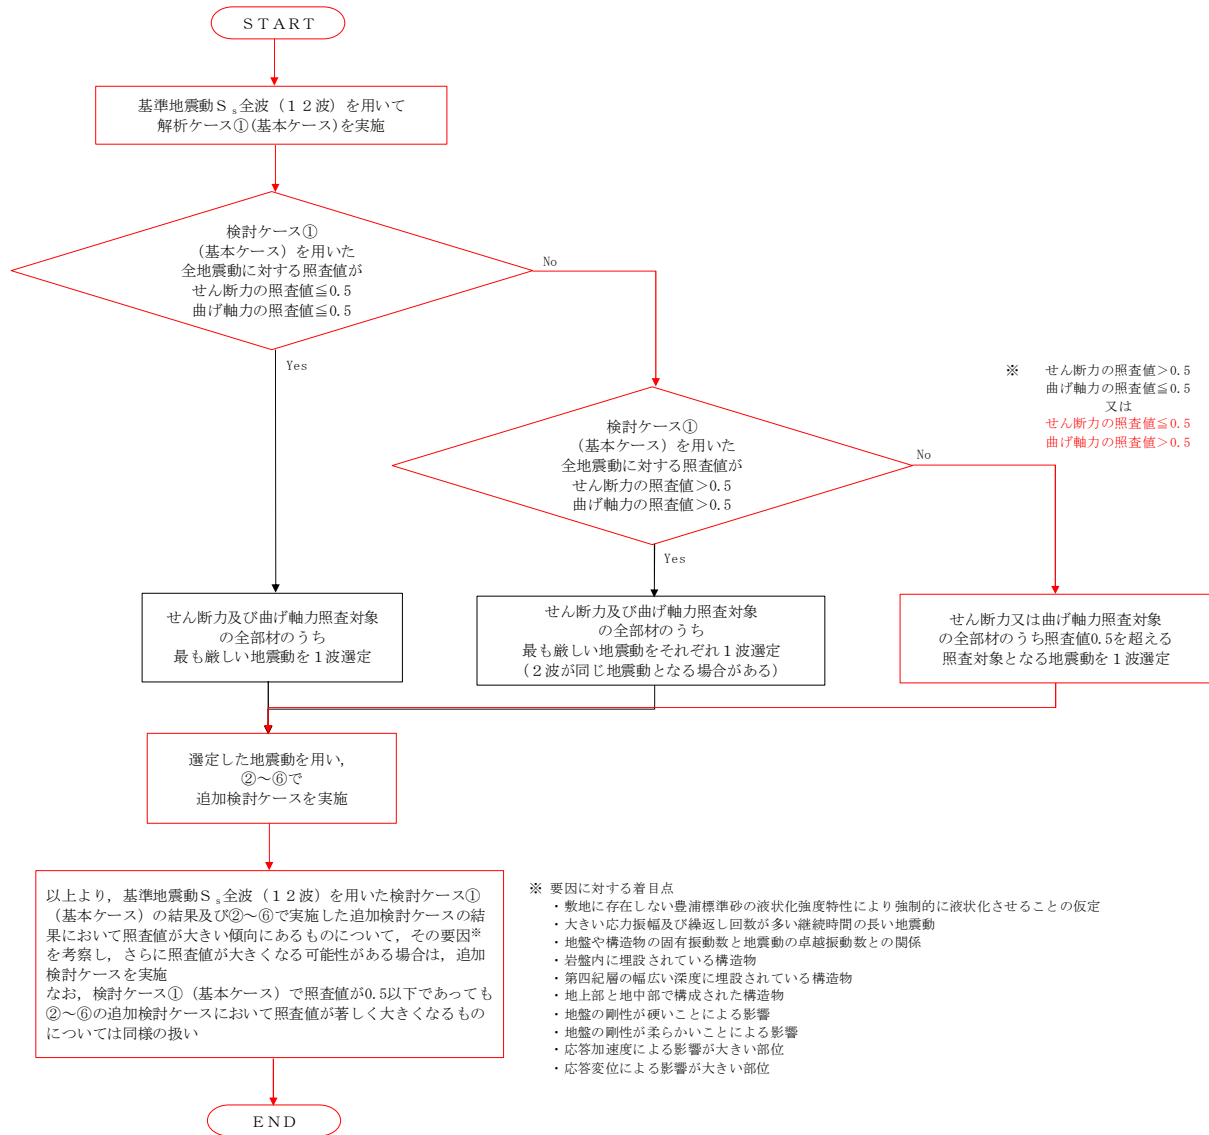 ＳＴＡＲＴ
基準地震動Ｓs全波（１２波）を用いて
解析ケース①(基本ケース)を実施
検討ケース①
（基本ケース）を用いた
全地震動に対する照査値が
せん断力の照査値≦0.5
曲げ軸力の照査値≦0.5
No
Yes
※　せん断力の照査値＞0.5
曲げ軸力の照査値≦0.5
又は
せん断力の照査値≦0.5
曲げ軸力の照査値＞0.5
検討ケース①
（基本ケース）を用いた
全地震動に対する照査値が
せん断力の照査値＞0.5
曲げ軸力の照査値＞0.5
No
Yes
せん断力及び曲げ軸力照査対象
の全部材のうち
最も厳しい地震動を１波選定
せん断力及び曲げ軸力照査対象
の全部材のうち
最も厳しい地震動をそれぞれ１波選定
（２波が同じ地震動となる場合がある）
せん断力又は曲げ軸力照査対象
の全部材のうち照査値0.5を超える
照査対象となる地震動を１波選定
選定した地震動を用い，
②～⑥で
追加検討ケースを実施
以上より，基準地震動Ｓs全波（１２波）を用いた検討ケース①
（基本ケース）の結果及び②～⑥で実施した追加検討ケースの結
果において照査値が大きい傾向にあるものについて，その要因※
を考察し，さらに照査値が大きくなる可能性がある場合は，追加
検討ケースを実施
なお，検討ケース①（基本ケース）で照査値が0.5以下であっても
②～⑥の追加検討ケースにおいて照査値が著しく大きくなるもの
については同様の扱い
※ 要因に対する着目点
・敷地に存在しない豊浦標準砂の液状化強度特性により強制的に液状化させることの仮定
・大きい応力振幅及び繰返し回数が多い継続時間の長い地震動
・地盤や構造物の固有振動数と地震動の卓越振動数との関係
・岩盤内に埋設されている構造物
・第四紀層の幅広い深度に埋設されている構造物
・地上部と地中部で構成された構造物
・地盤の剛性が硬いことによる影響
・地盤の剛性が柔らかいことによる影響
・応答加速度による影響が大きい部位
・応答変位による影響が大きい部位
ＥＮＤ